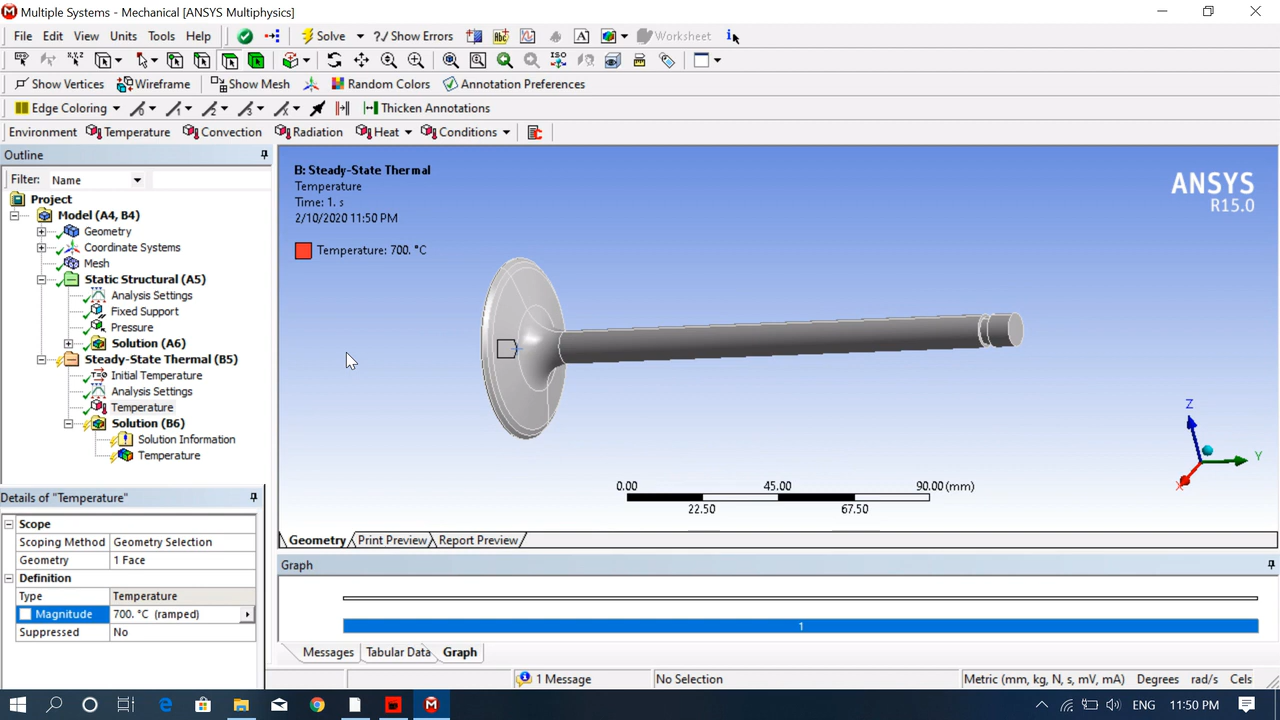 Multiple Systems - Mechanical [ANSYS Multiphysics]
File Edit View Units Tools Help Solve ?/ Show Errors Worksheet
Show Vertices Wireframe Show Mesh Random Colors Annotation Preferences
Edge Coloring Thicken Annotations
Environment Temperature Convection Radiation Heat Conditions
Outline
Filter: Name
Project
Model (A4, B4)
Geometry
Coordinate Systems
Mesh
Static Structural (A5)
Analysis Settings
Fixed Support
Pressure
Solution (A6)
Steady-State Thermal (B5)
Initial Temperature
Analysis Settings
Temperature
Solution (B6)
Solution Information
Temperature
Details of "Temperature"
Scope
Scoping Method Geometry Selection
Geometry 1 Face
Definition
Type Temperature
Magnitude 700. °C (ramped)
Suppressed No
B: Steady-State Thermal
Temperature
Time: 1. s
2/10/2020 11:50 PM
Temperature: 700. °C
ANSYS
R15.0
Z
Y
X
0.00 45.00 90.00 (mm)
22.50 67.50
Geometry Print Preview Report Preview
Graph
1
Messages Tabular Data Graph
1 Message No Selection Metric (mm, kg, N, s, mV, mA) Degrees rad/s Cels
ENG 11:50 PM